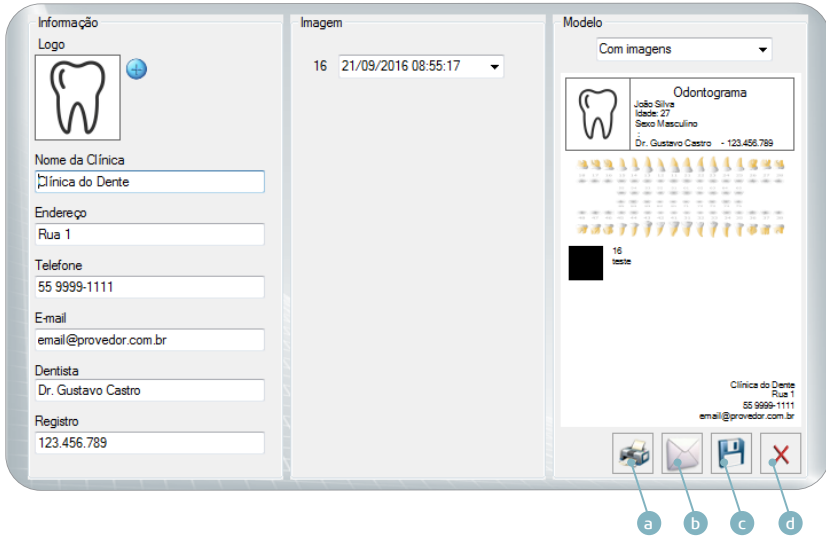 Informação
Logo
Nome da Clínica
Clínica do Dente
Endereço
Rua 1
Telefone
55 9999-1111
E-mail
email@provedor.com.br
Dentista
Dr. Gustavo Castro
Registro
123.456.789
Imagem
16 21/09/2016 08:55:17
Modelo
Com imagens
Odontograma
João Silva
Idade: 27
Sexo Masculino
:
Dr. Gustavo Castro - 123.456.789
16
teste
Clínica do Dente
Rua 1
55 9999-1111
email@provedor.com.br
a b c d